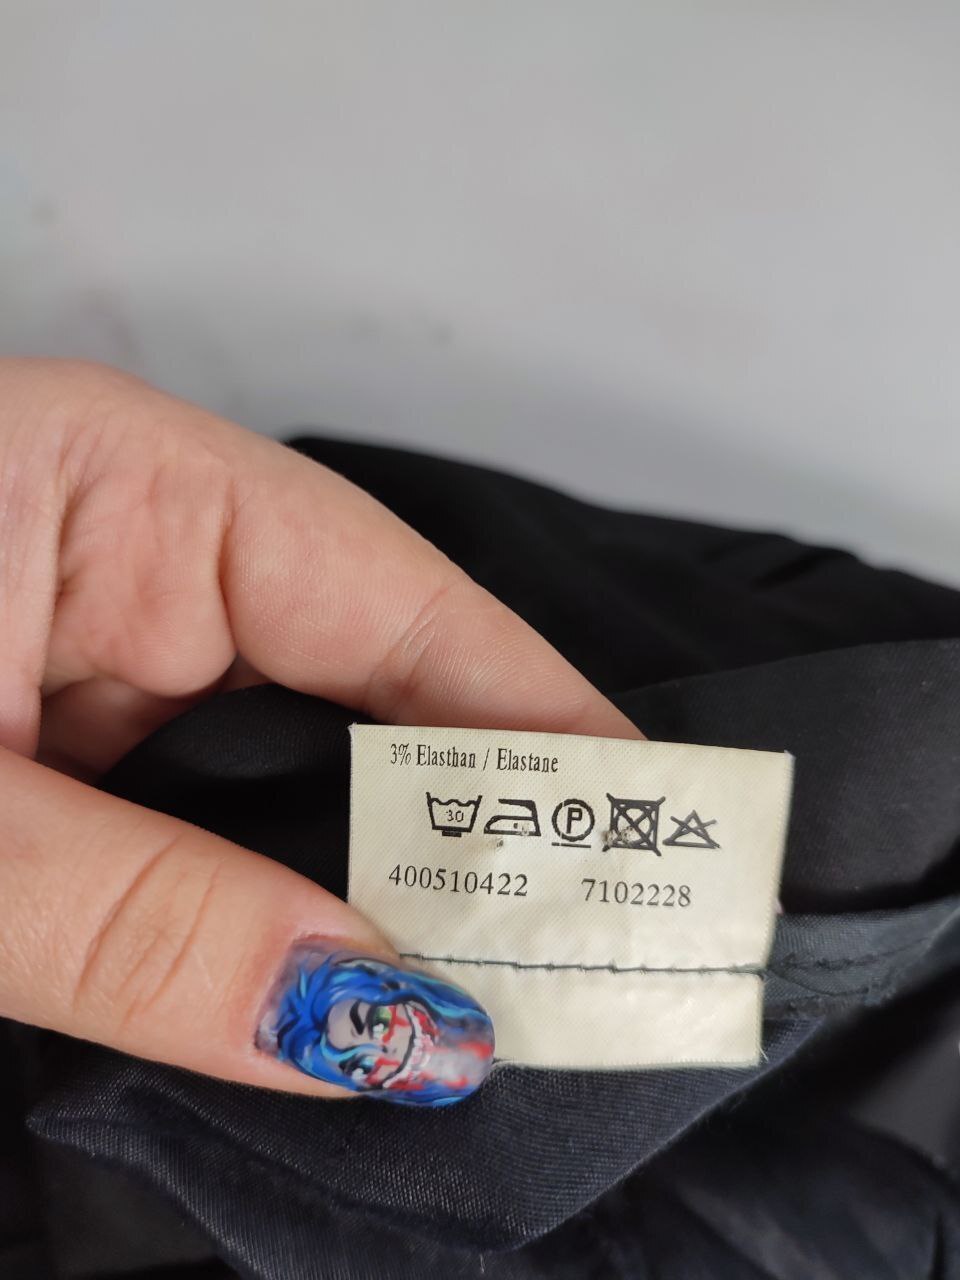 3% Elasthan / Elastane
30 P
400510422 7102228